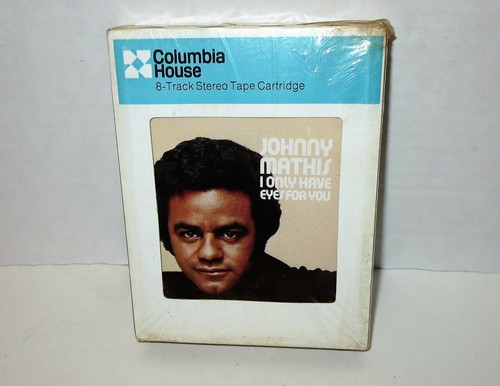 Columbia
House
8-Track Stereo Tape Cartridge
JOHNNY
MATHIS
I ONLY HAVE
EYES FOR YOU